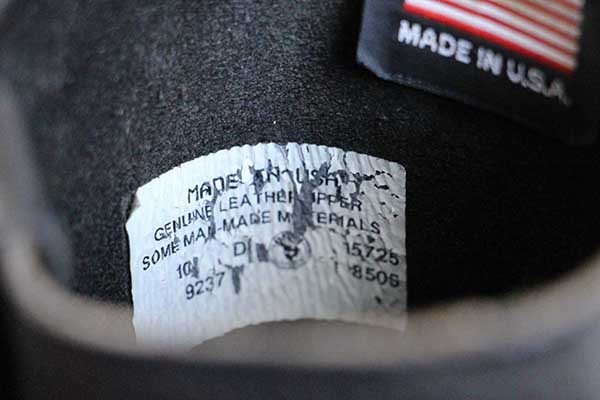 MADE IN U.S.A.
MADE IN USA
GENUINE LEATHER UPPER
SOME MAN-MADE MATERIALS
10 D 15725
9237 8506